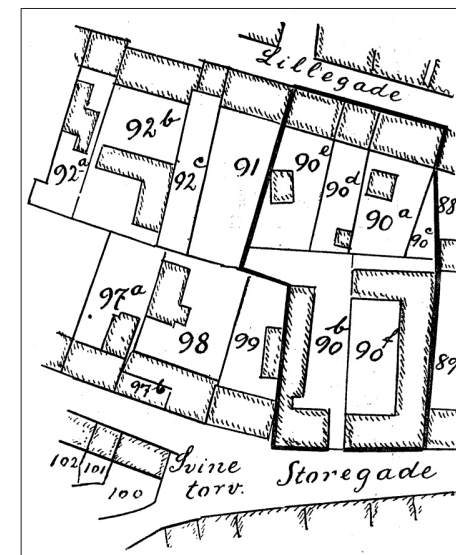 Lillegade
92a
92b
92c
91
90e
90d
90a
90c
88
97a
98
99
90b
90f
89
97b
102
101
100
Svine
torv.
Storegade